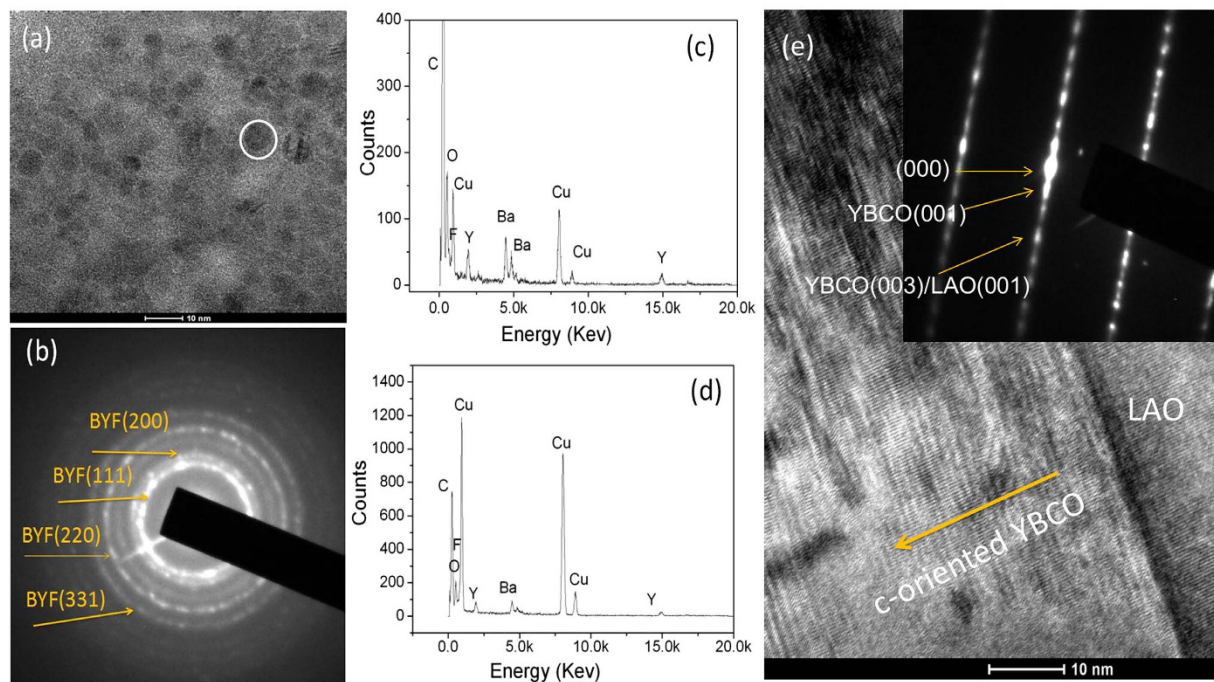 (a)
10 nm
(b)
BYF(200)
BYF(111)
BYF(220)
BYF(331)
(c)
400
300
200
100
0
Counts
C
O
Cu
F
Y
Ba
Ba
Cu
Cu
Y
0.0
5.0k
10.0k
15.0k
20.0k
Energy (Kev)
(d)
1400
1200
1000
800
600
400
200
0
Counts
Cu
C
F
O
Y
Ba
Cu
Cu
Y
0.0
5.0k
10.0k
15.0k
20.0k
Energy (Kev)
(e)
(000)
YBCO(001)
YBCO(003)/LAO(001)
LAO
c-oriented YBCO
10 nm